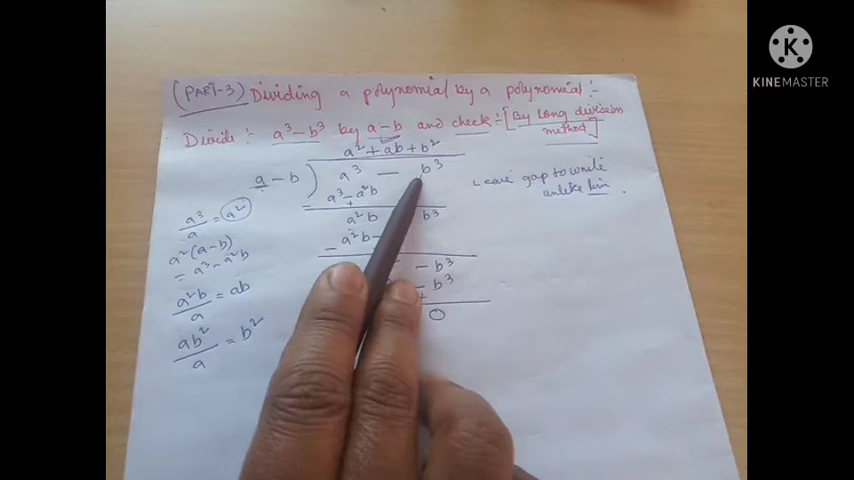 (PART-3) Dividing a polynomial by a polynomial :-
Divide :- a³ - b³ by a - b and check :- [By Long division method]
a² + ab + b²
a - b ) a³ - b³
a³ - a²b
+
a²b b³
- a²b -
- b³
- b³
+
0
a³/a = a²
a²(a-b)
= a³ - a²b
a²b/a = ab
ab²/a = b²
Leave gap to write
unlike
K
KINEMASTER